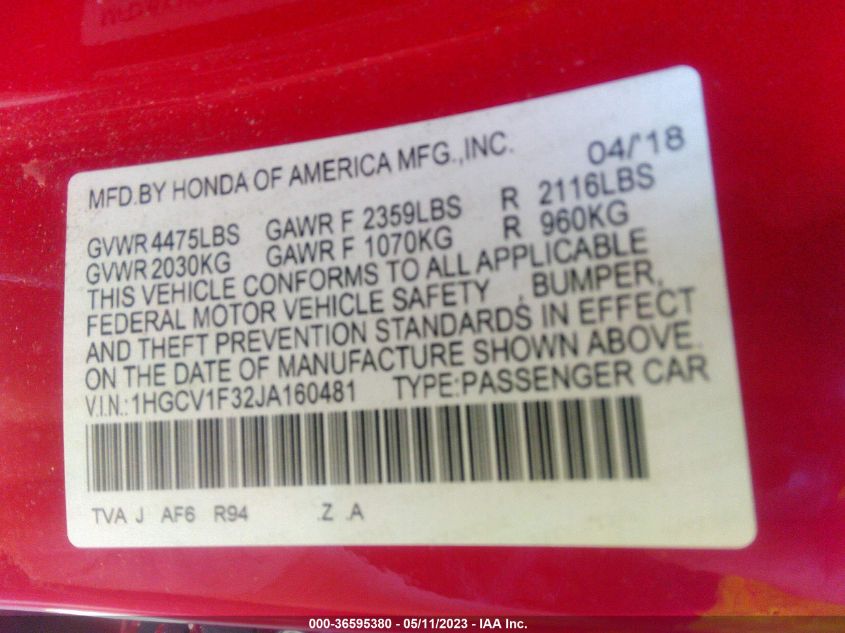 MFD.BY HONDA OF AMERICA MFG.,INC. 04/18
GVWR 4475LBS GAWR F 2359LBS R 2116LBS
GVWR 2030KG GAWR F 1070KG R 960KG
THIS VEHICLE CONFORMS TO ALL APPLICABLE
FEDERAL MOTOR VEHICLE SAFETY , BUMPER,
AND THEFT PREVENTION STANDARDS IN EFFECT
ON THE DATE OF MANUFACTURE SHOWN ABOVE.
V.I.N.:1HGCV1F32JA160481 TYPE:PASSENGER CAR
TVA J AF6 R94 .Z .A
000-36595380 - 05/11/2023 - IAA Inc.